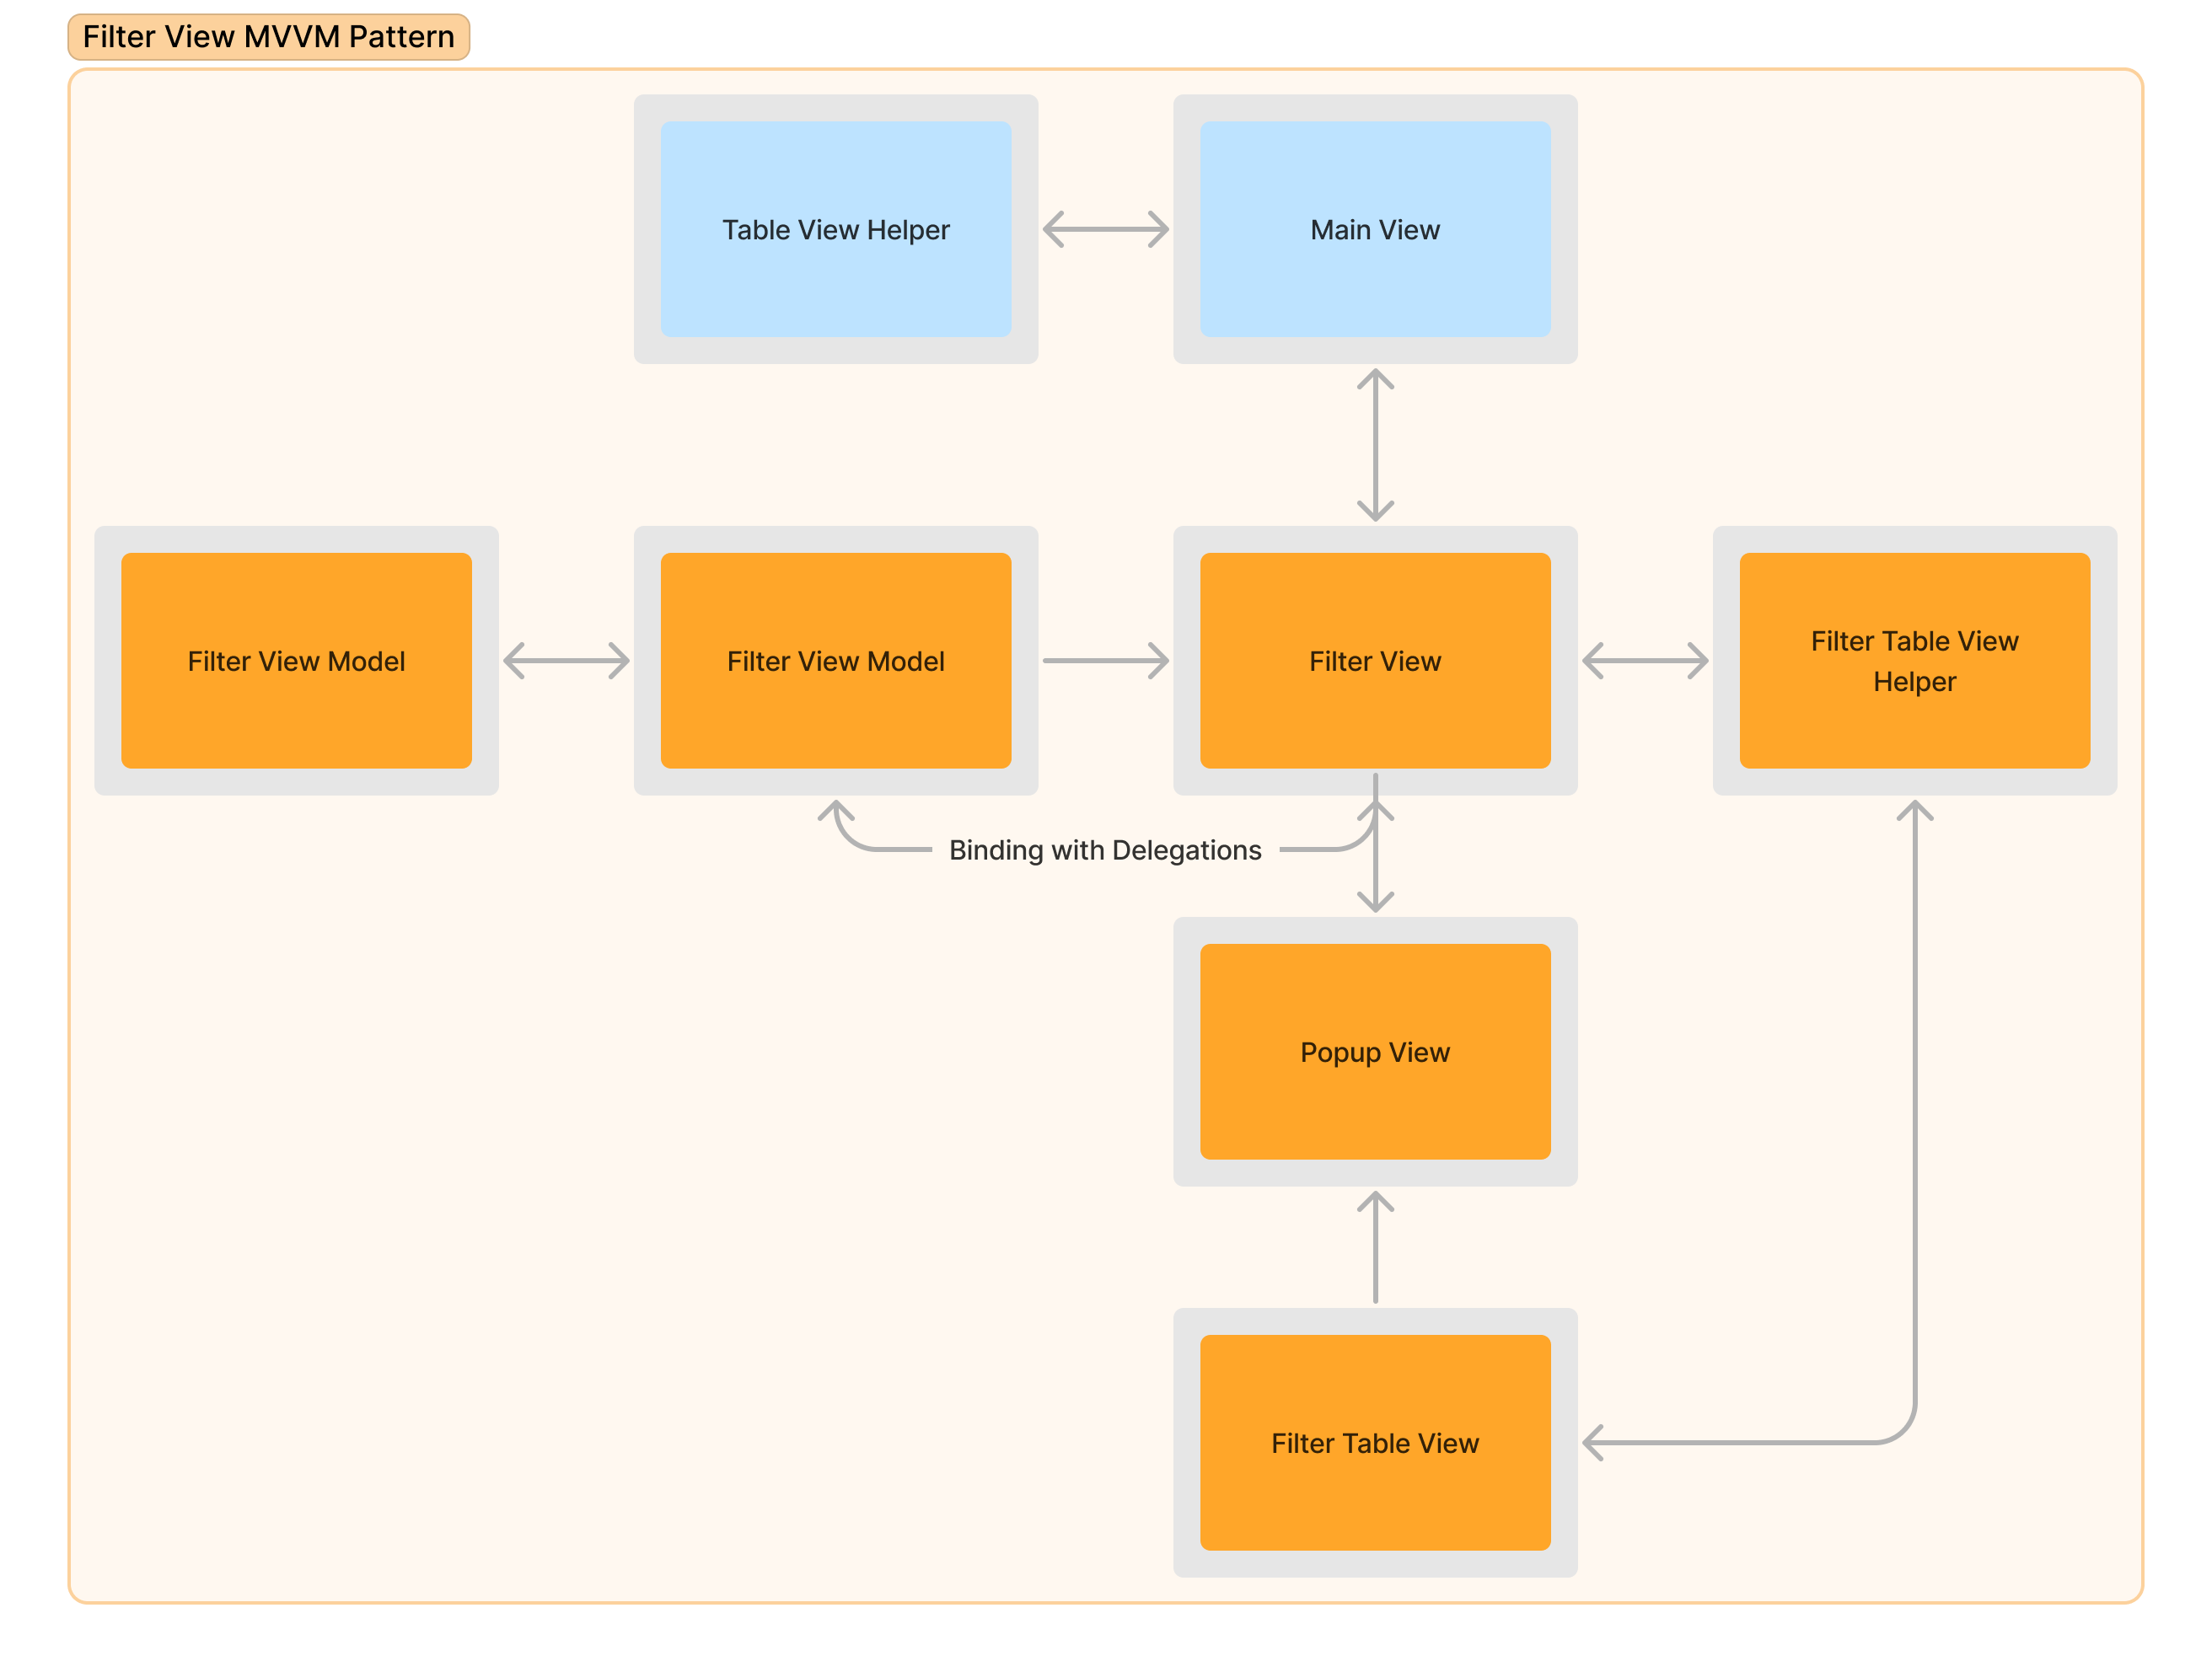 Filter View MVVM Pattern
Table View Helper
Main View
Filter View Model
Filter View Model
Filter View
Filter Table View
Helper
Binding with Delegations
Popup View
Filter Table View